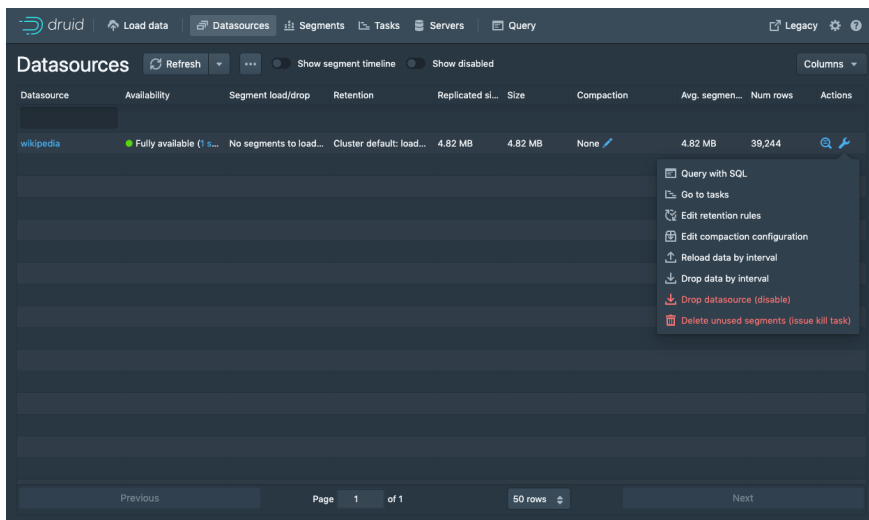 druid Load data Datasources Segments Tasks Servers Query Legacy
Datasources Refresh ... Show segment timeline Show disabled Columns
Datasource Availability Segment load/drop Retention Replicated si... Size Compaction Avg. segmen... Num rows Actions
wikipedia Fully available (1 s... No segments to load... Cluster default: load... 4.82 MB 4.82 MB None 4.82 MB 39,244
Query with SQL
Go to tasks
Edit retention rules
Edit compaction configuration
Reload data by interval
Drop data by interval
Drop datasource (disable)
Delete unused segments (issue kill task)
Previous Page 1 of 1 50 rows Next